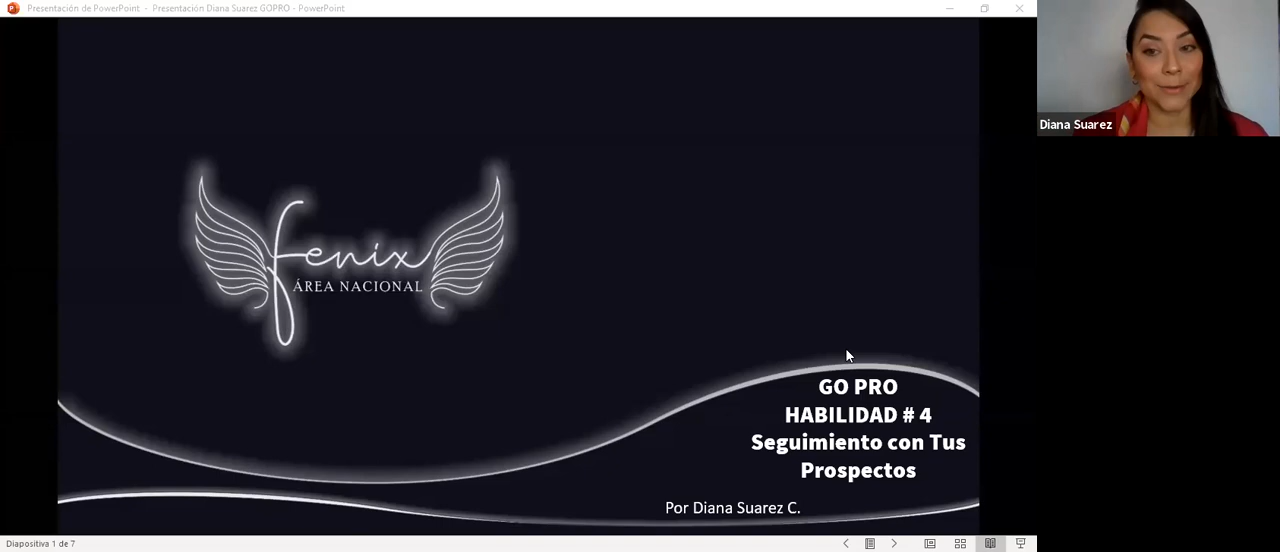 Presentación de PowerPoint - Presentación Diana Suarez GOPRO - PowerPoint
Diana Suarez
fenix
ÁREA NACIONAL
GO PRO
HABILIDAD # 4
Seguimiento con Tus
Prospectos
Por Diana Suarez C.
Diapositiva 1 de 7